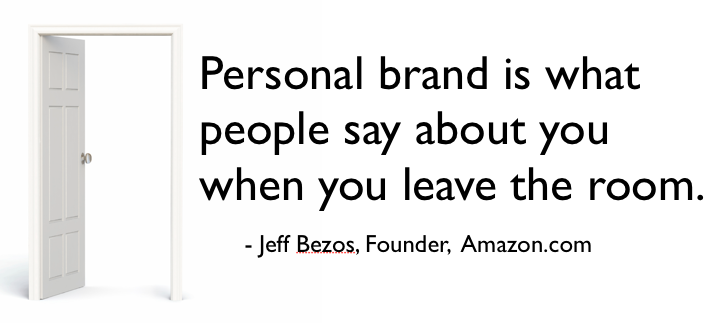 Personal brand is what
people say about you
when you leave the room.
- Jeff Bezos, Founder, Amazon.com